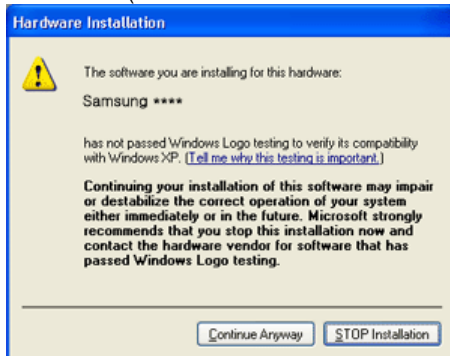 Hardware Installation
The software you are installing for this hardware:
Samsung ****
has not passed Windows Logo testing to verify its compatibility
with Windows XP. (Tell me why this testing is important.)
Continuing your installation of this software may impair
or destabilize the correct operation of your system
either immediately or in the future. Microsoft strongly
recommends that you stop this installation now and
contact the hardware vendor for software that has
passed Windows Logo testing.
Continue Anyway
STOP Installation